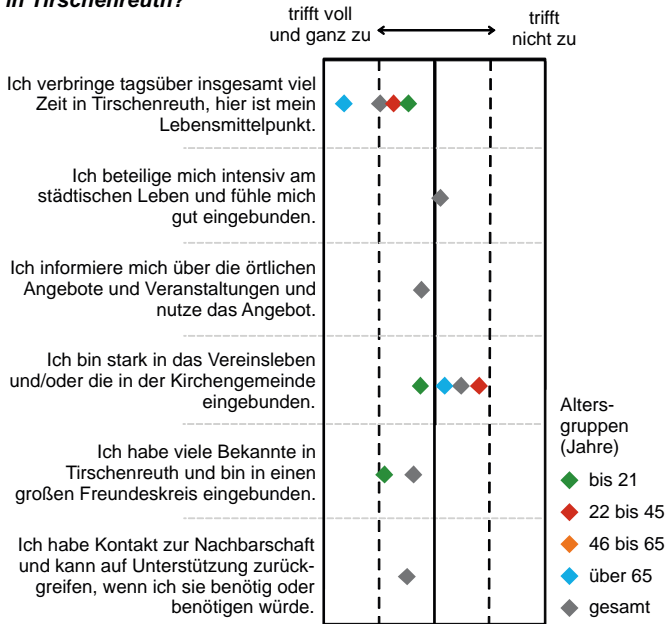 in Tirschenreuth?
trifft voll
und ganz zu
trifft
nicht zu
Ich verbringe tagsüber insgesamt viel
Zeit in Tirschenreuth, hier ist mein
Lebensmittelpunkt.
Ich beteilige mich intensiv am
städtischen Leben und fühle mich
gut eingebunden.
Ich informiere mich über die örtlichen
Angebote und Veranstaltungen und
nutze das Angebot.
Ich bin stark in das Vereinsleben
und/oder die in der Kirchengemeinde
eingebunden.
Ich habe viele Bekannte in
Tirschenreuth und bin in einen
großen Freundeskreis eingebunden.
Ich habe Kontakt zur Nachbarschaft
und kann auf Unterstützung zurück-
greifen, wenn ich sie benötig oder
benötigen würde.
Alters-
gruppen
(Jahre)
bis 21
22 bis 45
46 bis 65
über 65
gesamt